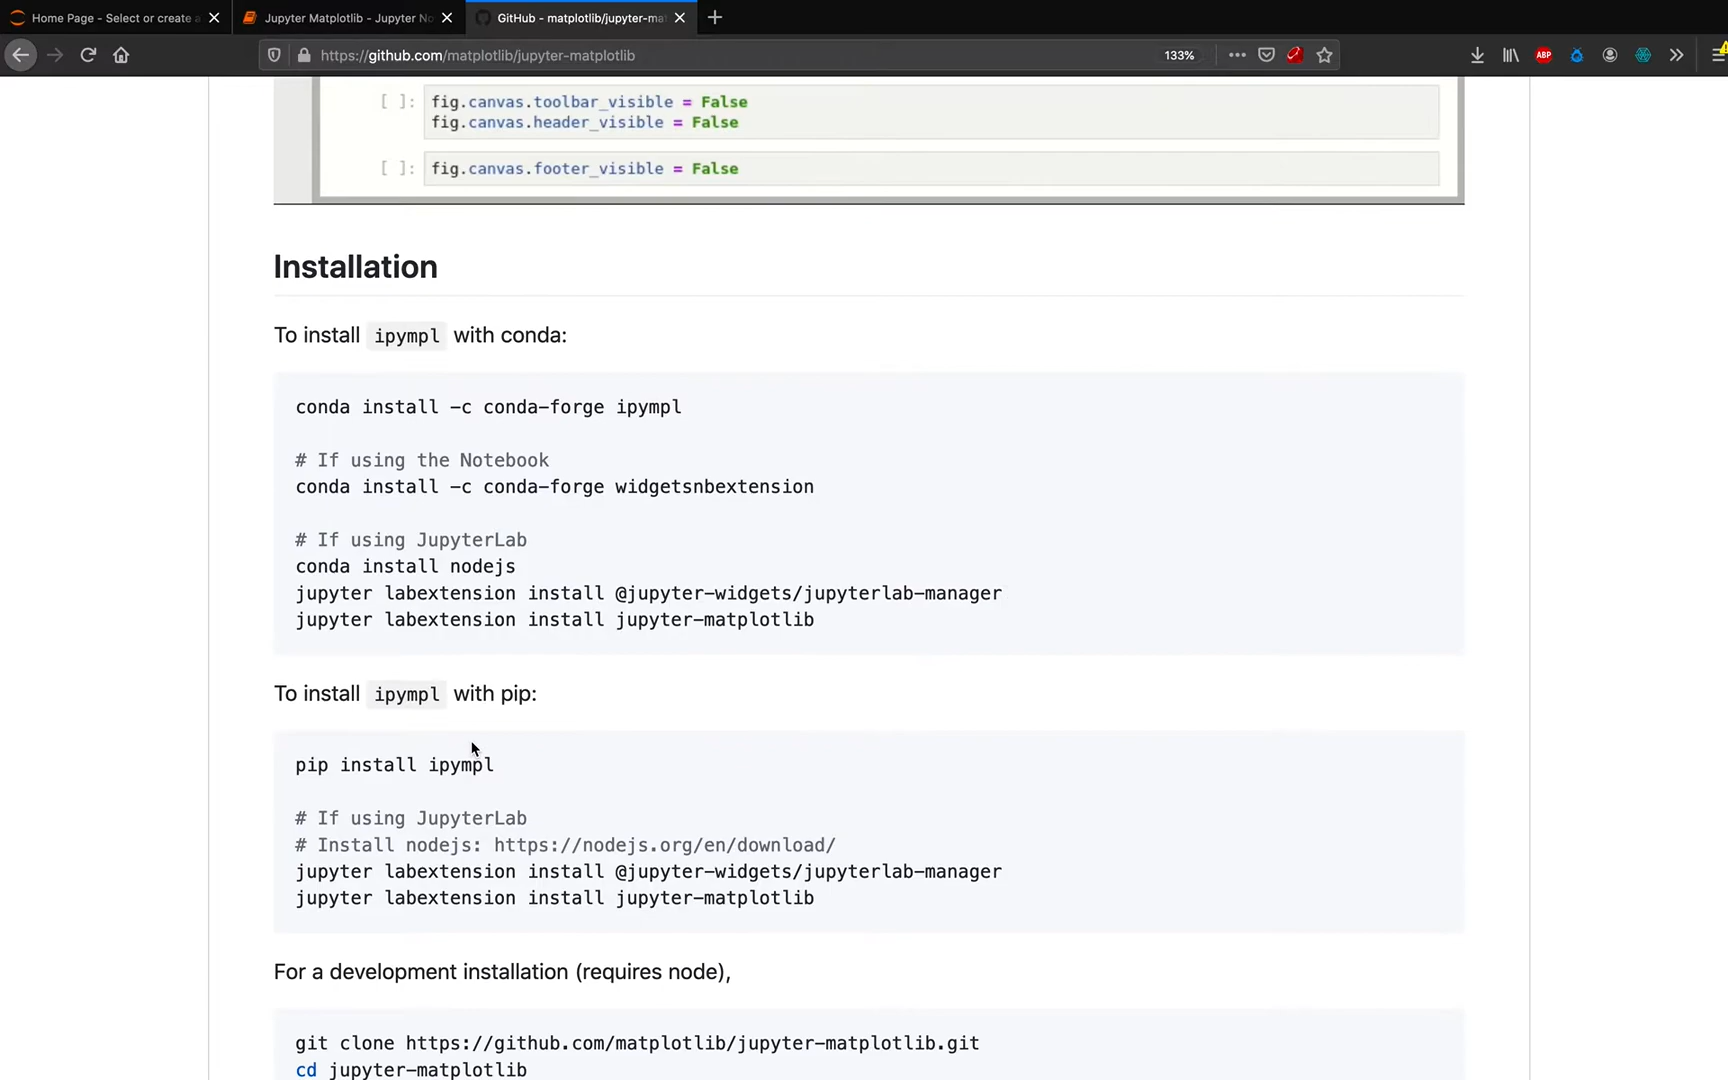 Home Page - Select or create a
Jupyter Matplotlib - Jupyter No
GitHub - matplotlib/jupyter-mat
https://github.com/matplotlib/jupyter-matplotlib
133%
ABP
[ ]: fig.canvas.toolbar_visible = False
fig.canvas.header_visible = False
[ ]: fig.canvas.footer_visible = False
Installation
To install ipympl with conda:
conda install -c conda-forge ipympl
# If using the Notebook
conda install -c conda-forge widgetsnbextension
# If using JupyterLab
conda install nodejs
jupyter labextension install @jupyter-widgets/jupyterlab-manager
jupyter labextension install jupyter-matplotlib
To install ipympl with pip:
pip install ipympl
# If using JupyterLab
# Install nodejs: https://nodejs.org/en/download/
jupyter labextension install @jupyter-widgets/jupyterlab-manager
jupyter labextension install jupyter-matplotlib
For a development installation (requires node),
git clone https://github.com/matplotlib/jupyter-matplotlib.git
cd jupyter-matplotlib